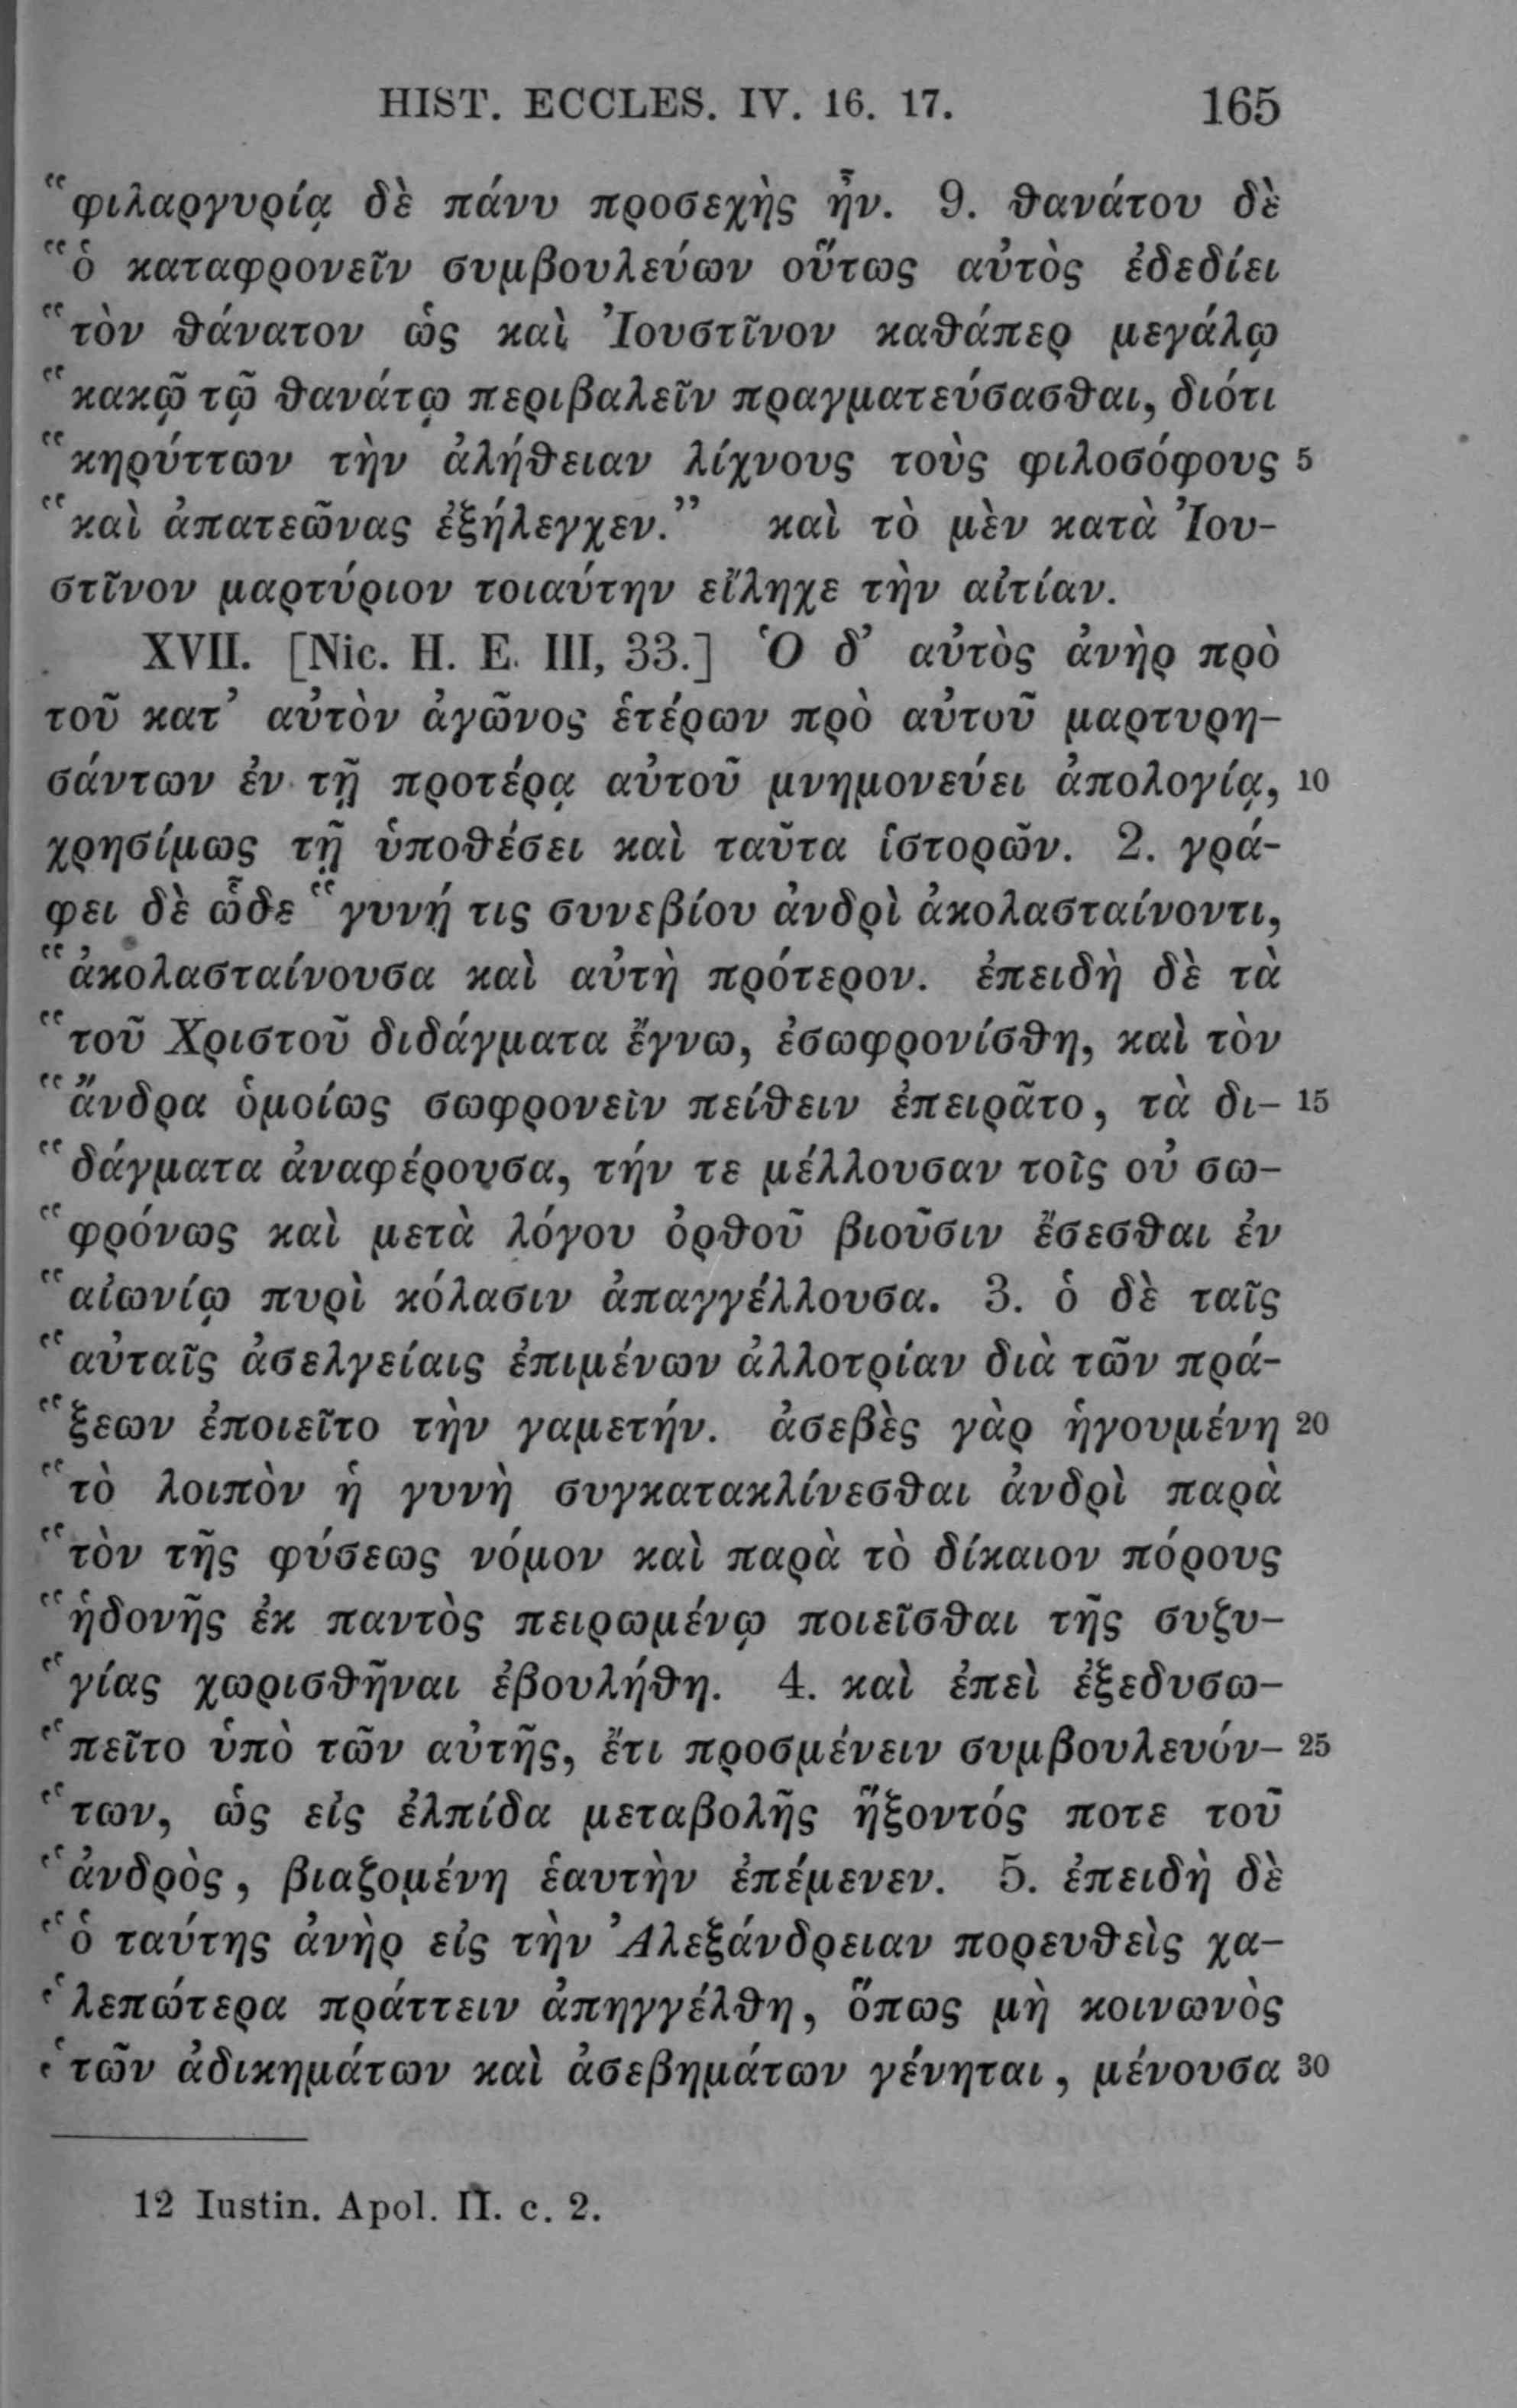 HIST. ECCLES. IV. 16. 17. 165
“φιλαργυρίᾳ δὲ πάνυ προσεχὴς ἦν. 9. θανάτου δὲ
“ὁ καταφρονεῖν συμβουλεύων οὕτως αὐτὸς ἐδεδίει
“τὸν θάνατον ὡς καὶ Ἰουστῖνον καθάπερ μεγάλῳ
“κακῷ τῷ θανάτῳ περιβαλεῖν πραγματεύσασθαι, διότι
“κηρύττων τὴν ἀλήθειαν λίχνους τοὺς φιλοσόφους 5
“καὶ ἀπατεῶνας ἐξήλεγχεν.” καὶ τὸ μὲν κατὰ Ἰου-
στῖνον μαρτύριον τοιαύτην εἴληχε τὴν αἰτίαν.
XVII. [Nic. H. E. III, 33.] Ὁ δ’ αὐτὸς ἀνὴρ πρὸ
τοῦ κατ’ αὐτὸν ἀγῶνος ἑτέρων πρὸ αὐτοῦ μαρτυρη-
σάντων ἐν τῇ προτέρᾳ αὐτοῦ μνημονεύει ἀπολογίᾳ, 10
χρησίμως τῇ ὑποθέσει καὶ ταῦτα ἱστορῶν. 2. γρά-
φει δὲ ὧδε “γυνή τις συνεβίου ἀνδρὶ ἀκολασταίνοντι,
“ἀκολασταίνουσα καὶ αὐτὴ πρότερον. ἐπειδὴ δὲ τὰ
“τοῦ Χριστοῦ διδάγματα ἔγνω, ἐσωφρονίσθη, καὶ τὸν
“ἄνδρα ὁμοίως σωφρονεῖν πείθειν ἐπειρᾶτο, τὰ δι- 15
“δάγματα ἀναφέρουσα, τήν τε μέλλουσαν τοῖς οὐ σω-
“φρόνως καὶ μετὰ λόγου ὀρθοῦ βιοῦσιν ἔσεσθαι ἐν
“αἰωνίῳ πυρὶ κόλασιν ἀπαγγέλλουσα. 3. ὁ δὲ ταῖς
“αὐταῖς ἀσελγείαις ἐπιμένων ἀλλοτρίαν διὰ τῶν πρά-
“ξεων ἐποιεῖτο τὴν γαμετήν. ἀσεβὲς γὰρ ἡγουμένη 20
“τὸ λοιπὸν ἡ γυνὴ συγκατακλίνεσθαι ἀνδρὶ παρὰ
“τὸν τῆς φύσεως νόμον καὶ παρὰ τὸ δίκαιον πόρους
“ἡδονῆς ἐκ παντὸς πειρωμένῳ ποιεῖσθαι τῆς συζυ-
“γίας χωρισθῆναι ἐβουλήθη. 4. καὶ ἐπεὶ ἐξεδυσω-
“πεῖτο ὑπὸ τῶν αὐτῆς, ἔτι προσμένειν συμβουλευόν- 25
“των, ὡς εἰς ἐλπίδα μεταβολῆς ἥξοντός ποτε τοῦ
“ἀνδρὸς, βιαζομένη ἑαυτὴν ἐπέμενεν. 5. ἐπειδὴ δὲ
“ὁ ταύτης ἀνὴρ εἰς τὴν Ἀλεξάνδρειαν πορευθεὶς χα-
“λεπώτερα πράττειν ἀπηγγέλθη, ὅπως μὴ κοινωνὸς
“τῶν ἀδικημάτων καὶ ἀσεβημάτων γένηται, μένουσα 30
12 Iustin. Apol. II. c. 2.